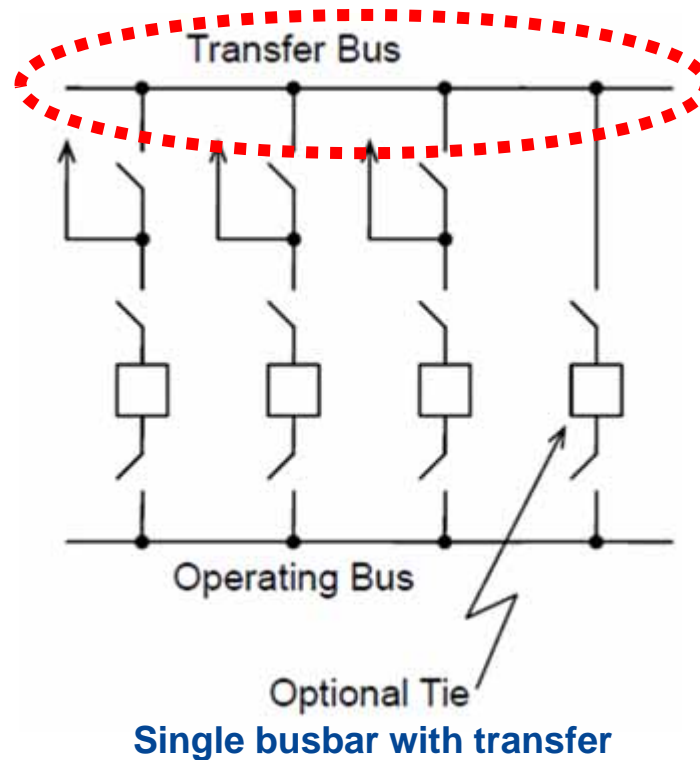 Transfer Bus
Operating Bus
Optional Tie
Single busbar with transfer